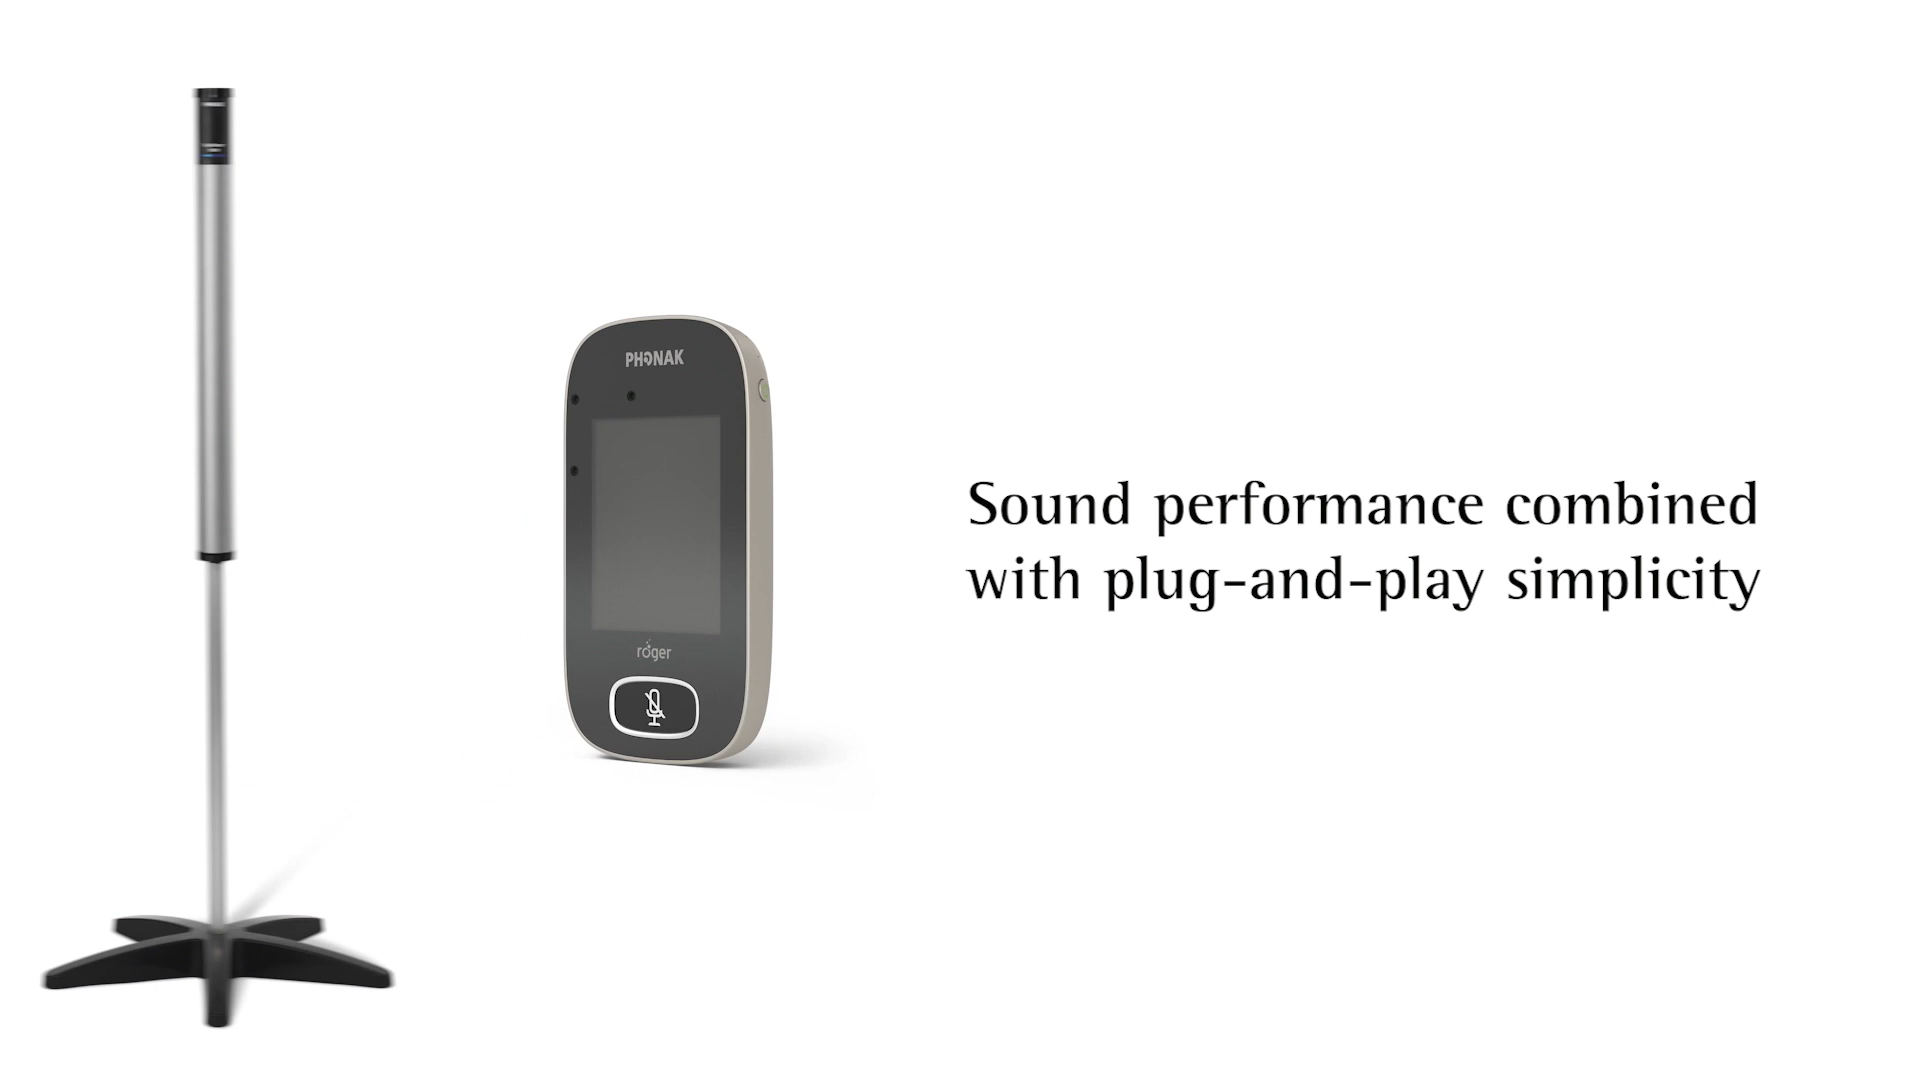 PHONAK
roger
Sound performance combined
with plug-and-play simplicity